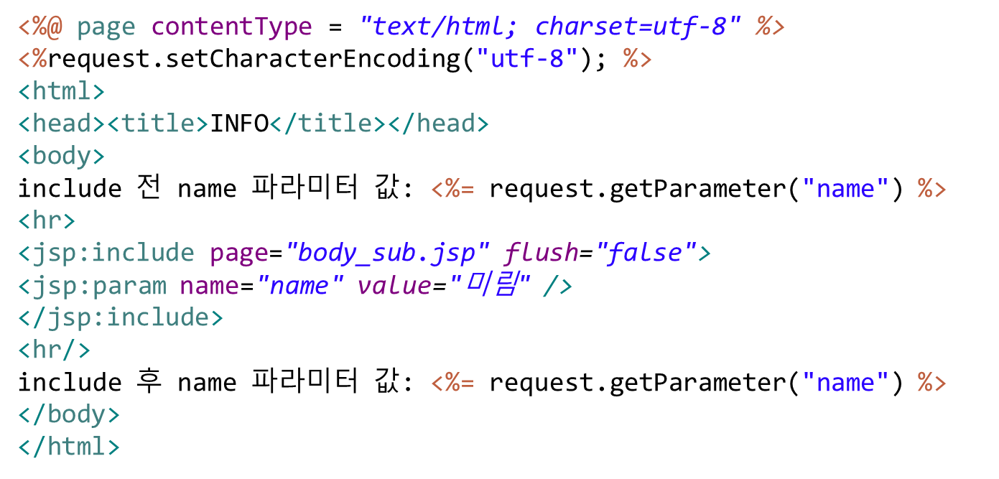 <%@ page contentType = "text/html; charset=utf-8" %>
<%request.setCharacterEncoding("utf-8"); %>
<html>
<head><title>INFO</title></head>
<body>
include 전 name 파라미터 값: <%= request.getParameter("name") %>
<hr>
<jsp:include page="body_sub.jsp" flush="false">
<jsp:param name="name" value="미림" />
</jsp:include>
<hr/>
include 후 name 파라미터 값: <%= request.getParameter("name") %>
</body>
</html>